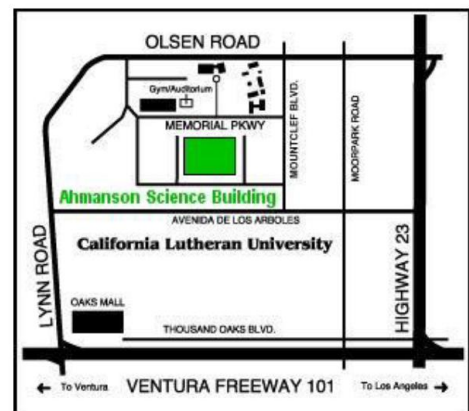 OLSEN ROAD
Gym/Auditorium
MEMORIAL PKWY
MOUNTCLEF BLVD.
MOORPARK ROAD
Ahmanson Science Building
AVENIDA DE LOS ARBOLES
California Lutheran University
LYNN ROAD
HIGHWAY 23
OAKS MALL
THOUSAND OAKS BLVD.
← To Ventura
VENTURA FREEWAY 101
To Los Angeles →